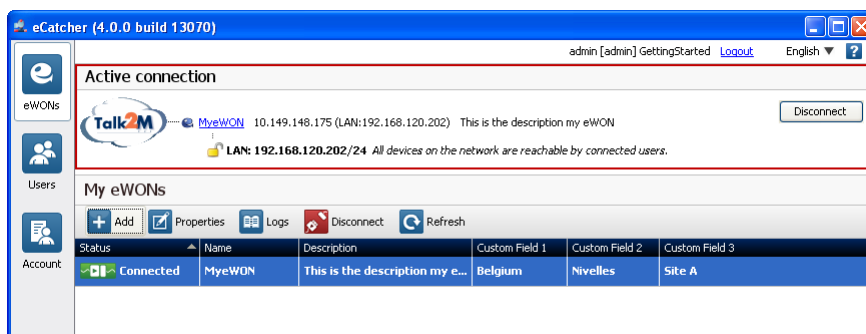 eCatcher (4.0.0 build 13070)
admin [admin] GettingStarted Logout English ▼ ?
eWONs
Users
Account
Active connection
Talk2M
MyeWON 10.149.148.175 (LAN:192.168.120.202) This is the description my eWON
Disconnect
LAN: 192.168.120.202/24 All devices on the network are reachable by connected users.
My eWONs
Add Properties Logs Disconnect Refresh
Status Name Description Custom Field 1 Custom Field 2 Custom Field 3
Connected MyeWON This is the description my e... Belgium Nivelles Site A